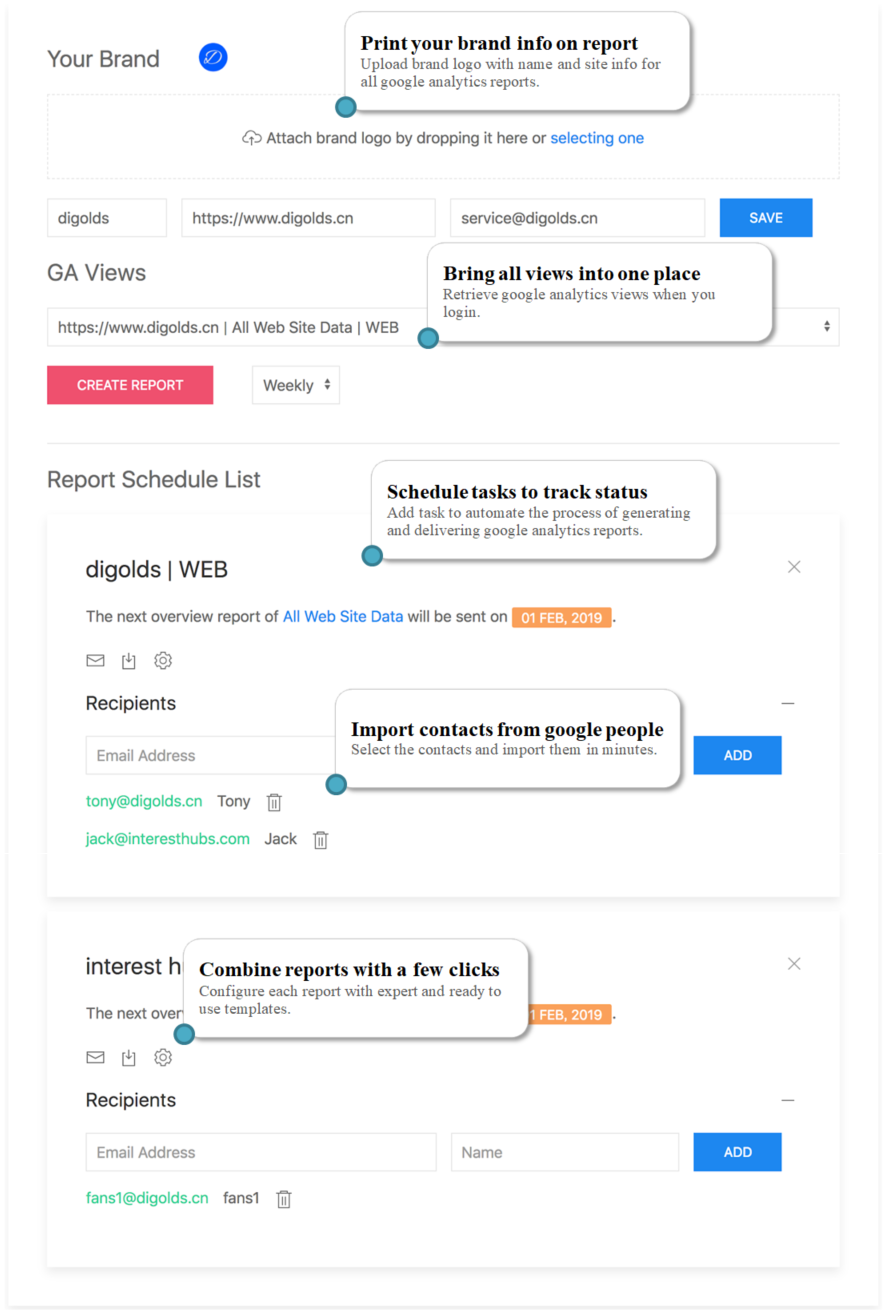 Your Brand
Print your brand info on report
Upload brand logo with name and site info for
all google analytics reports.
Attach brand logo by dropping it here or selecting one
digolds
https://www.digolds.cn
service@digolds.cn
SAVE
GA Views
Bring all views into one place
Retrieve google analytics views when you
login.
https://www.digolds.cn | All Web Site Data | WEB
CREATE REPORT
Weekly
Report Schedule List
Schedule tasks to track status
Add task to automate the process of generating
and delivering google analytics reports.
digolds | WEB
The next overview report of All Web Site Data will be sent on 01 FEB, 2019.
Recipients
Import contacts from google people
Select the contacts and import them in minutes.
Email Address
ADD
tony@digolds.cn Tony
jack@interesthubs.com Jack
interest h
Combine reports with a few clicks
Configure each report with expert and ready to
use templates.
The next over
1 FEB, 2019.
Recipients
Email Address
Name
ADD
fans1@digolds.cn fans1